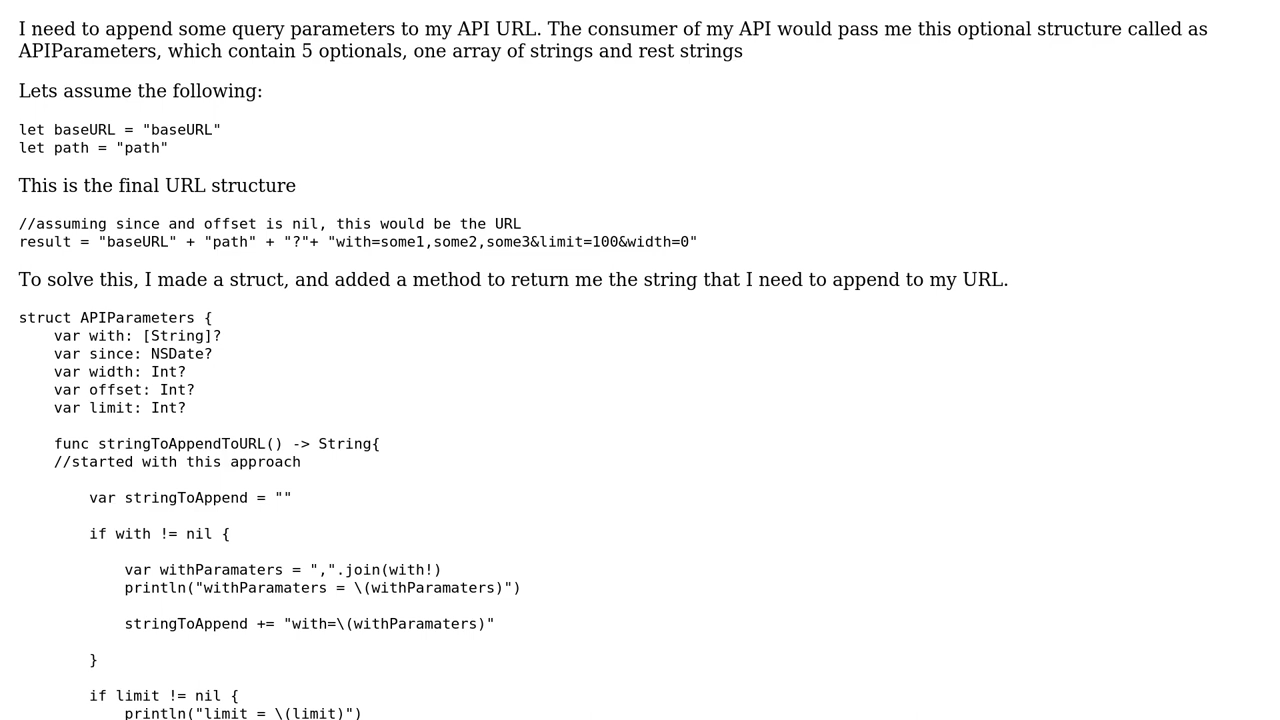 I need to append some query parameters to my API URL. The consumer of my API would pass me this optional structure called as
APIParameters, which contain 5 optionals, one array of strings and rest strings
Lets assume the following:
let baseURL = "baseURL"
let path = "path"
This is the final URL structure
//assuming since and offset is nil, this would be the URL
result = "baseURL" + "path" + "?"+ "with=some1,some2,some3&limit=100&width=0"
To solve this, I made a struct, and added a method to return me the string that I need to append to my URL.
struct APIParameters {
    var with: [String]?
    var since: NSDate?
    var width: Int?
    var offset: Int?
    var limit: Int?
    func stringToAppendToURL() -> String{
    //started with this approach
        var stringToAppend = ""
        if with != nil {
            var withParamaters = ",".join(with!)
            println("withParamaters = \(withParamaters)")
            stringToAppend += "with=\(withParamaters)"
        }
        if limit != nil {
            println("limit = \(limit)")